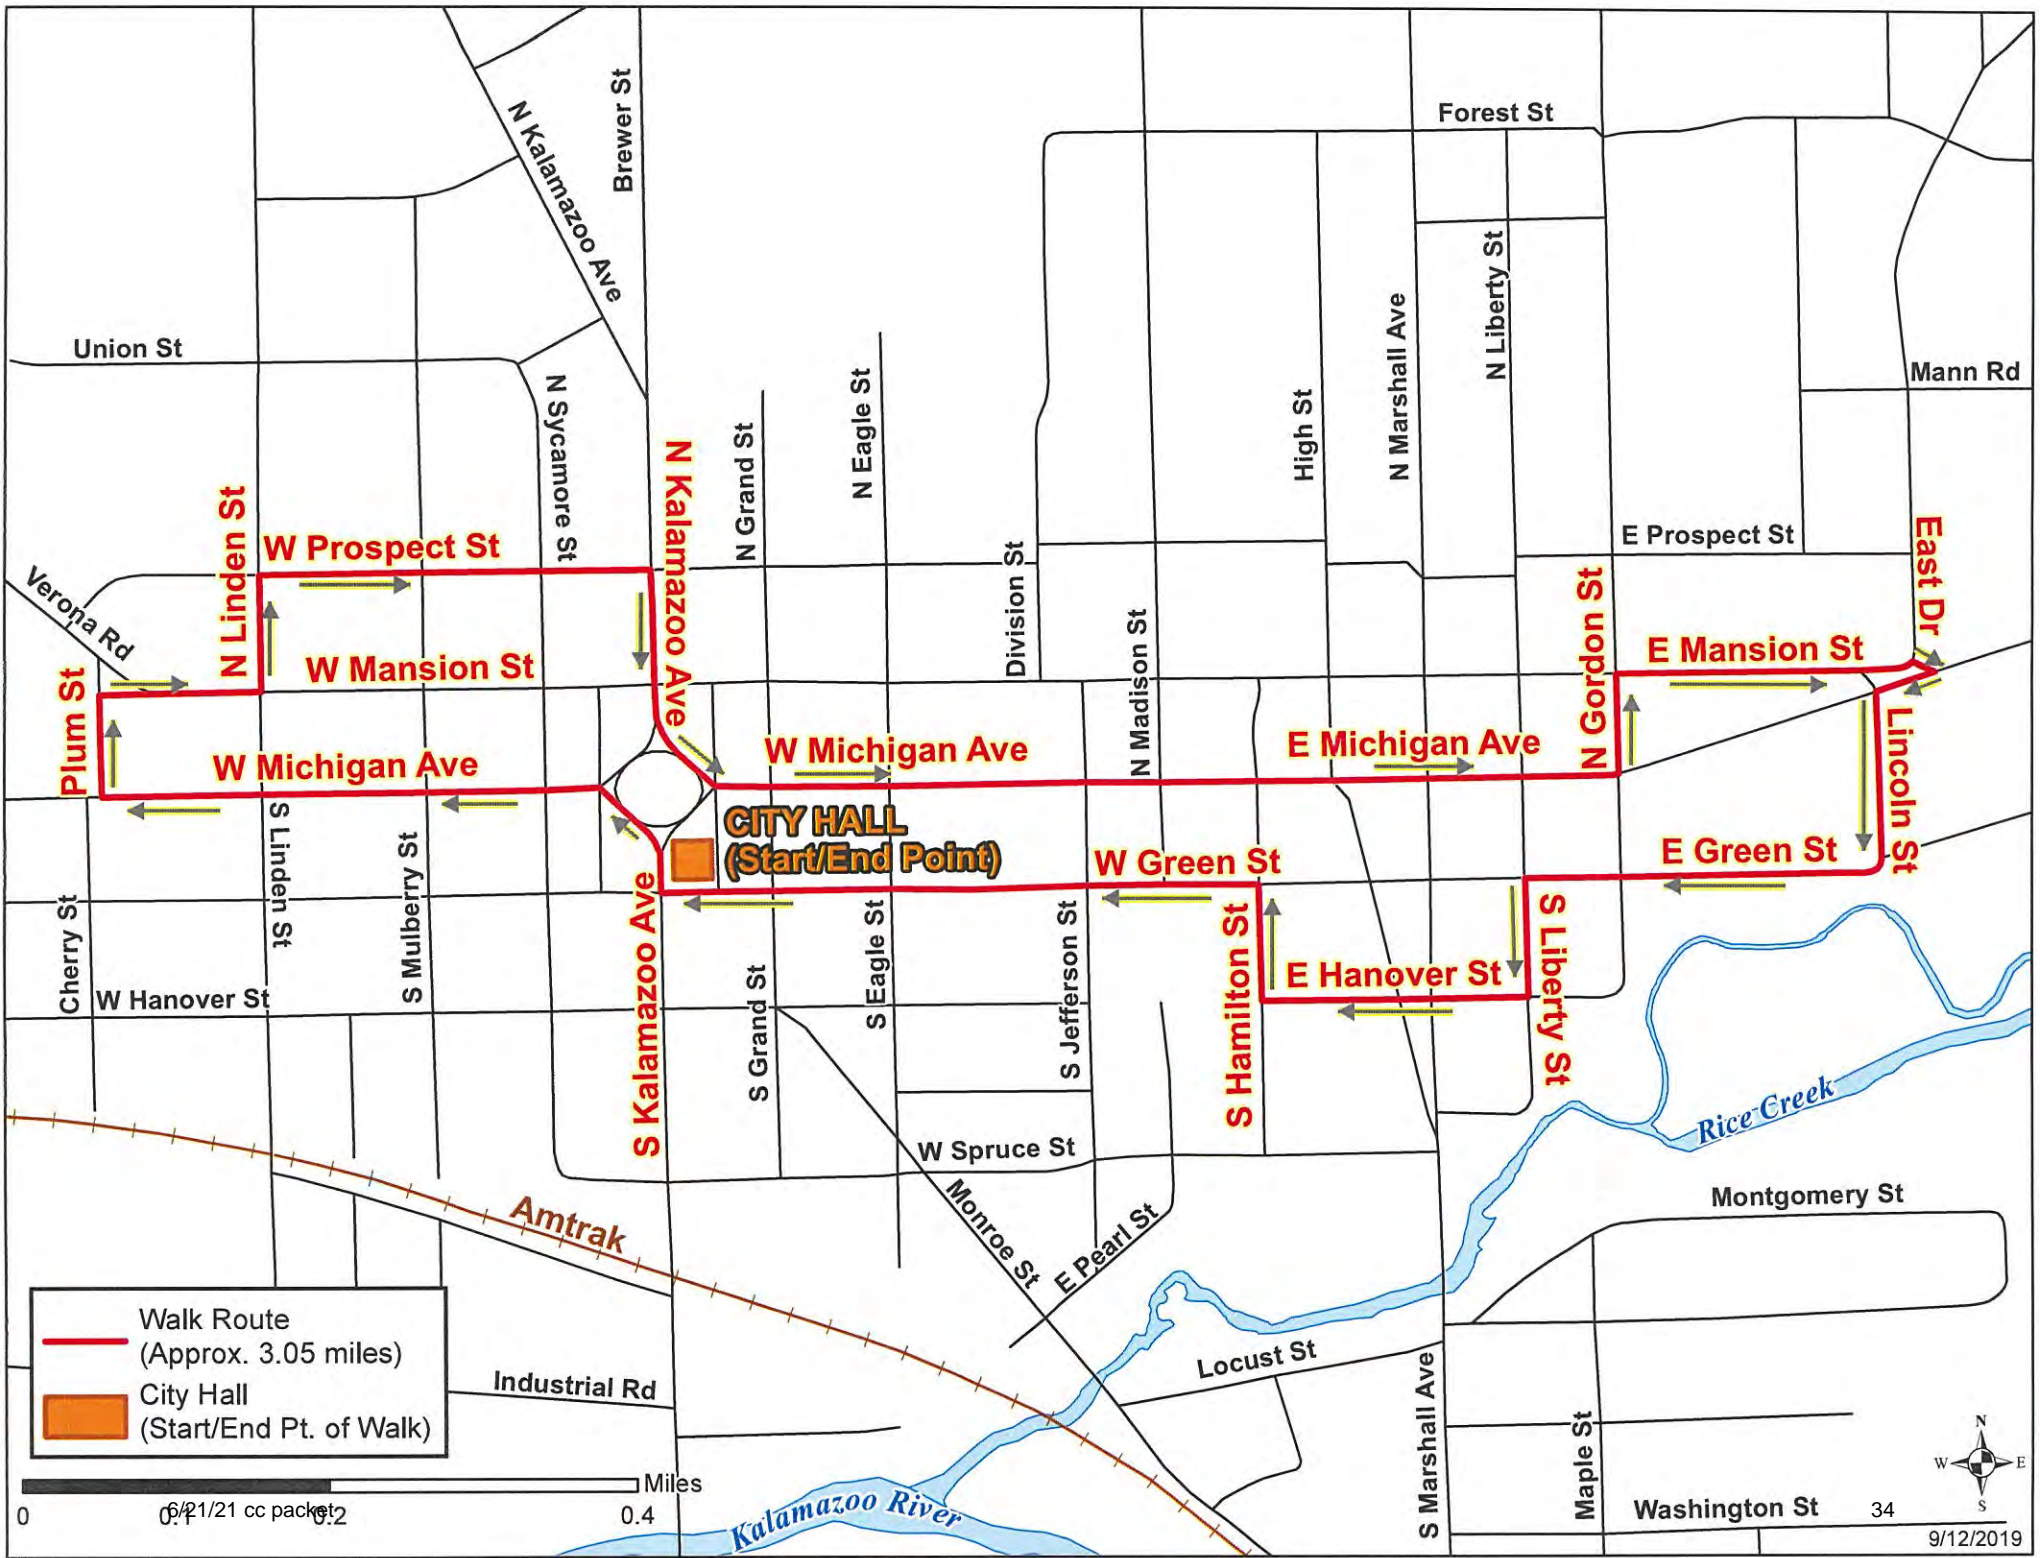 Forest St
Brewer St
N Kalamazoo Ave
N Liberty St
N Marshall Ave
Union St
Mann Rd
N Sycamore St
N Eagle St
High St
N Grand St
N Kalamazoo Ave
N Linden St
W Prospect St
E Prospect St
East Dr
Verona Rd
Division St
N Madison St
N Gordon St
W Mansion St
E Mansion St
Plum St
W Michigan Ave
W Michigan Ave
E Michigan Ave
Lincoln St
CITY HALL
(Start/End Point)
W Green St
E Green St
S Linden St
S Mulberry St
Cherry St
S Kalamazoo Ave
S Eagle St
S Jefferson St
S Hamilton St
S Liberty St
E Hanover St
W Hanover St
S Grand St
Rice Creek
W Spruce St
Montgomery St
Amtrak
Monroe St
E Pearl St
Walk Route
(Approx. 3.05 miles)
City Hall
(Start/End Pt. of Walk)
Industrial Rd
Locust St
S Marshall Ave
Maple St
N
W E
S
Miles
0 0.1 0.2 0.4
6/21/21 cc packet
Kalamazoo River
Washington St
34
9/12/2019